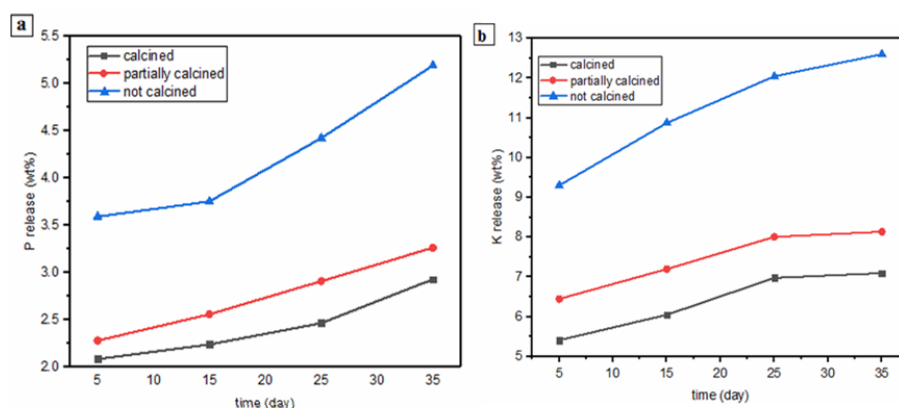 a
P release (wt%)
5.5
5.0
4.5
4.0
3.5
3.0
2.5
2.0
calcined
partially calcined
not calcined
5 10 15 20 25 30 35
time (day)
b
K release (wt%)
13
12
11
10
9
8
7
6
5
calcined
partially calcined
not calcined
5 10 15 20 25 30 35
time (day)